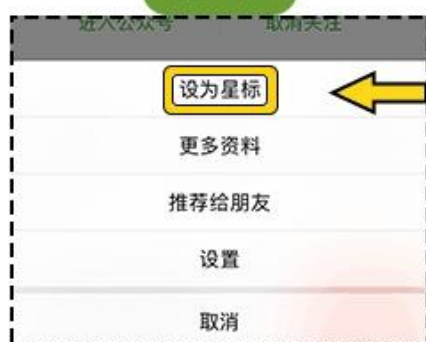 进入公众号 取消关注
设为星标
更多资料
推荐给朋友
设置
取消